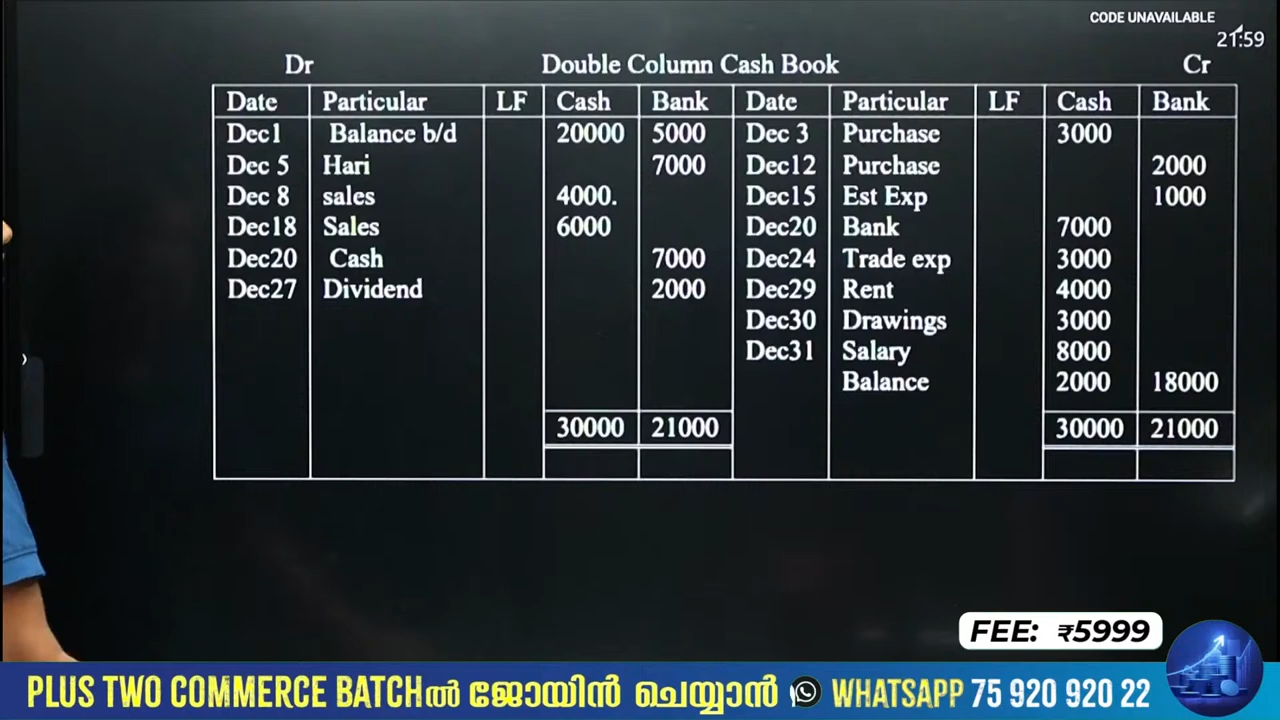 CODE UNAVAILABLE
21:59
Dr Double Column Cash Book Cr
Date Particular LF Cash Bank Date Particular LF Cash Bank
Dec1 Balance b/d 20000 5000 Dec 3 Purchase 3000
Dec 5 Hari 7000 Dec12 Purchase 2000
Dec 8 sales 4000. Dec15 Est Exp 1000
Dec18 Sales 6000 Dec20 Bank 7000
Dec20 Cash 7000 Dec24 Trade exp 3000
Dec27 Dividend 2000 Dec29 Rent 4000
Dec30 Drawings 3000
Dec31 Salary 8000
Balance 2000 18000
30000 21000 30000 21000
FEE: ₹5999
PLUS TWO COMMERCE BATCHൽ ജോയിൻ ചെയ്യാൻ WHATSAPP 75 920 920 22